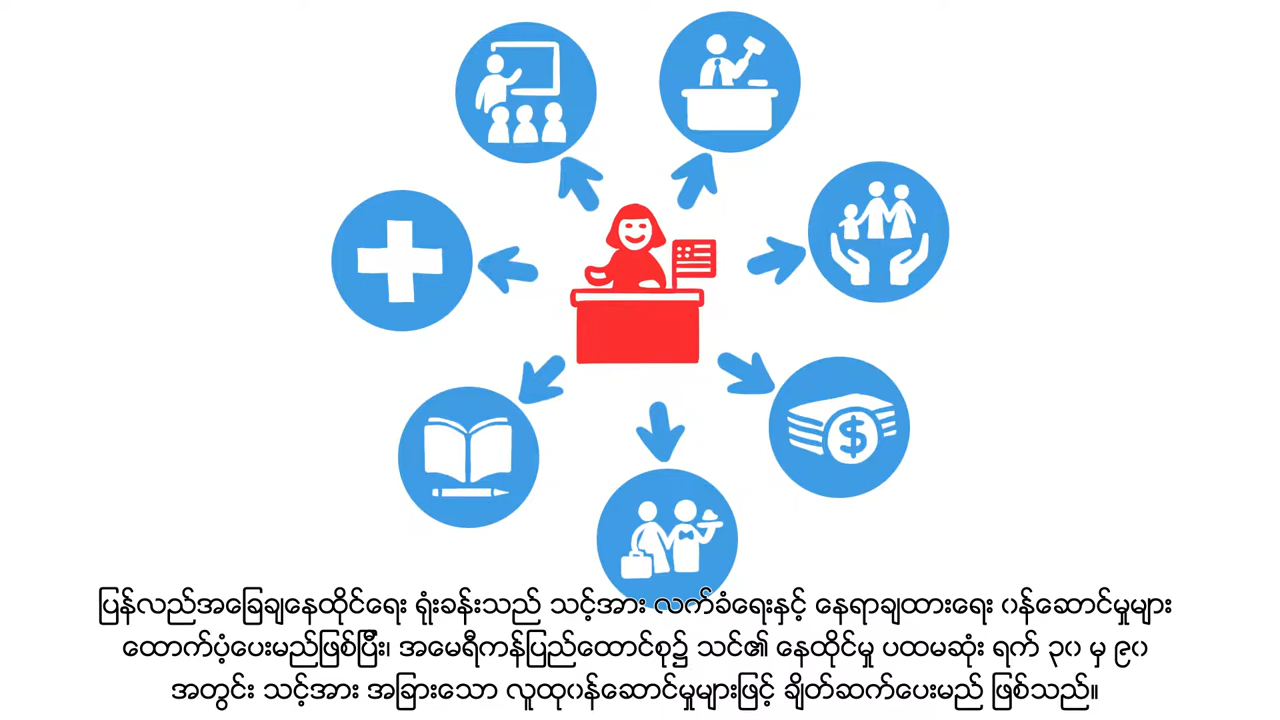 ပြန်လည်အခြေချနေထိုင်ရေး ရုံးခန်းသည် သင့်အား လက်ခံရေးနှင့် နေရာချထားရေး ဝန်ဆောင်မှုများ
ထောက်ပံ့ပေးမည်ဖြစ်ပြီး၊ အမေရီကန်ပြည်ထောင်စု၌ သင်၏ နေထိုင်မှု ပထမဆုံး ရက် ၃၀ မှ ၉၀
အတွင်း သင့်အား အခြားသော လူထုဝန်ဆောင်မှုများဖြင့် ချိတ်ဆက်ပေးမည် ဖြစ်သည်။
$